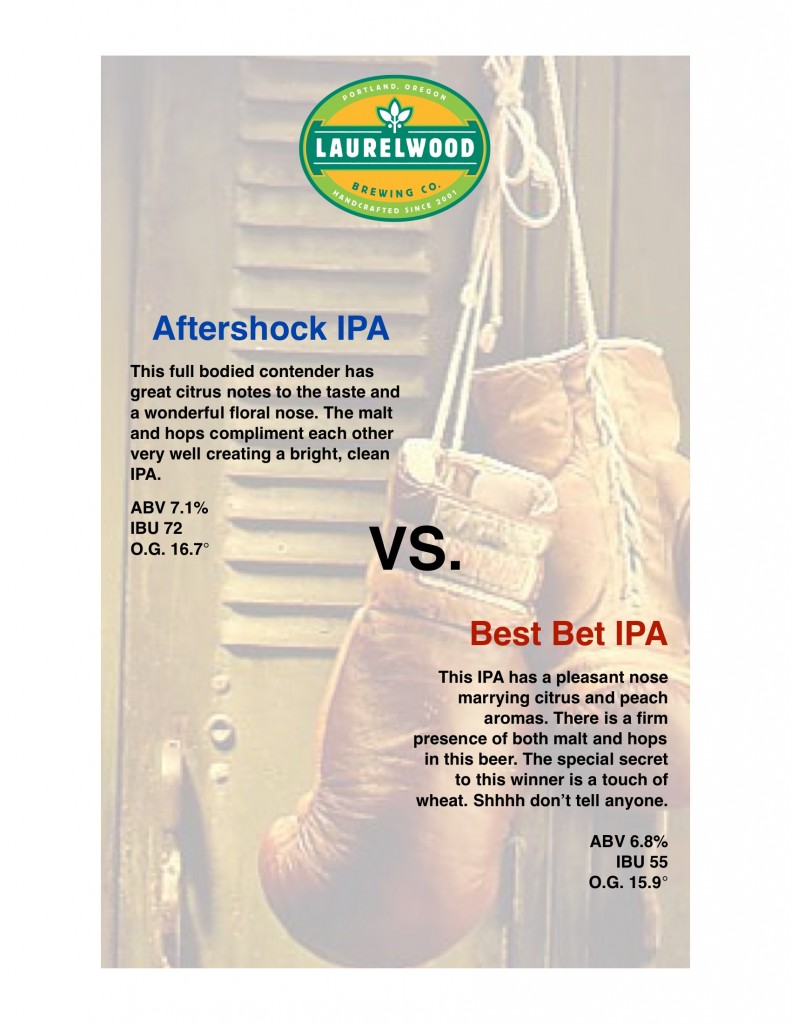 PORTLAND, OREGON
LAURELWOOD
BREWING CO.
HANDCRAFTED SINCE 2001
Aftershock IPA
This full bodied contender has
great citrus notes to the taste and
a wonderful floral nose. The malt
and hops compliment each other
very well creating a bright, clean
IPA.
ABV 7.1%
IBU 72
O.G. 16.7°
VS.
Best Bet IPA
This IPA has a pleasant nose
marrying citrus and peach
aromas. There is a firm
presence of both malt and hops
in this beer. The special secret
to this winner is a touch of
wheat. Shhhh don't tell anyone.
ABV 6.8%
IBU 55
O.G. 15.9°